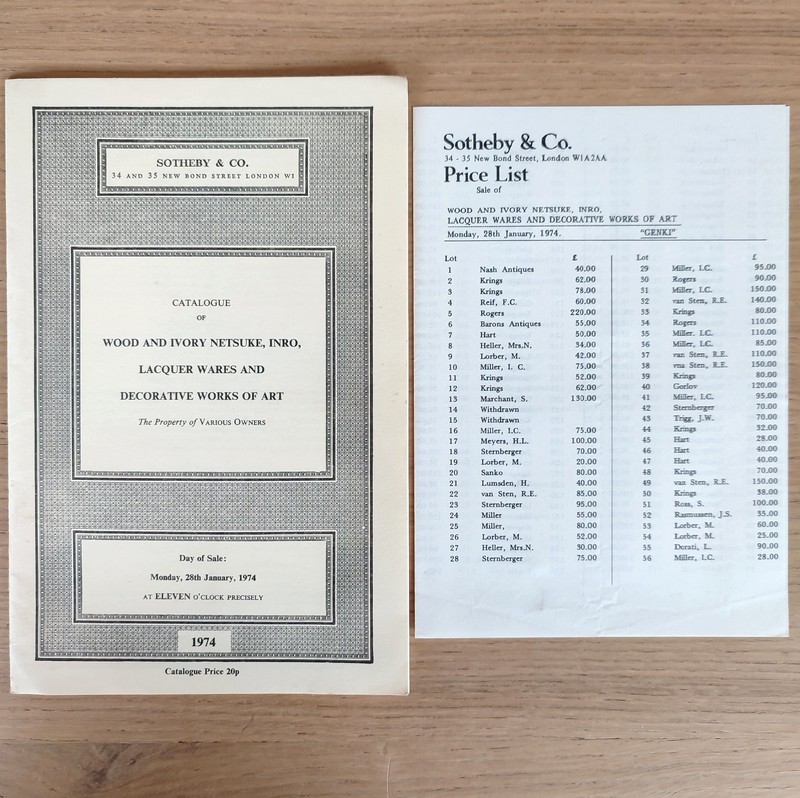 SOTHEBY & CO.
34 AND 35 NEW BOND STREET LONDON W1
CATALOGUE
OF
WOOD AND IVORY NETSUKE, INRO,
LACQUER WARES AND
DECORATIVE WORKS OF ART
The Property of VARIOUS OWNERS
Day of Sale:
Monday, 28th January, 1974
AT ELEVEN O'CLOCK PRECISELY
1974
Catalogue Price 20p
Sotheby & Co.
34 - 35 New Bond Street, London W1A2AA
Price List
Sale of
WOOD AND IVORY NETSUKE, INRO,
LACQUER WARES AND DECORATIVE WORKS OF ART
Monday, 28th January, 1974. "GENKI"
Lot £
1 Nash Antiques 40.00
2 Krings 62.00
3 Krings 78.00
4 Reif, F.C. 60.00
5 Rogers 220.00
6 Barons Antiques 55.00
7 Hart 50.00
8 Heller, Mrs.N. 34.00
9 Lorber, M. 42.00
10 Miller, I. C. 75.00
11 Krings 52.00
12 Krings 62.00
13 Marchant, S. 130.00
14 Withdrawn
15 Withdrawn
16 Miller, I.C. 75.00
17 Meyers, H.L. 100.00
18 Sternberger 70.00
19 Lorber, M. 20.00
20 Sanko 80.00
21 Lumsden, H. 40.00
22 van Sten, R.E. 85.00
23 Sternberger 95.00
24 Miller 55.00
25 Miller, 80.00
26 Lorber, M. 52.00
27 Heller, Mrs.N. 30.00
28 Sternberger 75.00
Lot £
29 Miller, I.C. 95.00
30 Rogers 90.00
31 Miller, I.C. 150.00
32 van Sten, R.E. 140.00
33 Krings 80.00
34 Rogers 110.00
35 Miller. I.C. 110.00
36 Miller, I.C. 85.00
37 van Sten, R.E. 110.00
38 vna Sten, R.E. 150.00
39 Krings 80.00
40 Gorlov 120.00
41 Miller, I.C. 95.00
42 Sternberger 70.00
43 Trigg, J.W. 70.00
44 Krings 32.00
45 Hart 28.00
46 Hart 40.00
47 Hart 40.00
48 Krings 70.00
49 van Sten, R.E. 150.00
50 Krings 38.00
51 Ross, S. 100.00
52 Rasmussen, J.S. 35.00
53 Lorber, M. 60.00
54 Lorber, M. 25.00
55 Dorati, L. 90.00
56 Miller, I.C. 28.00